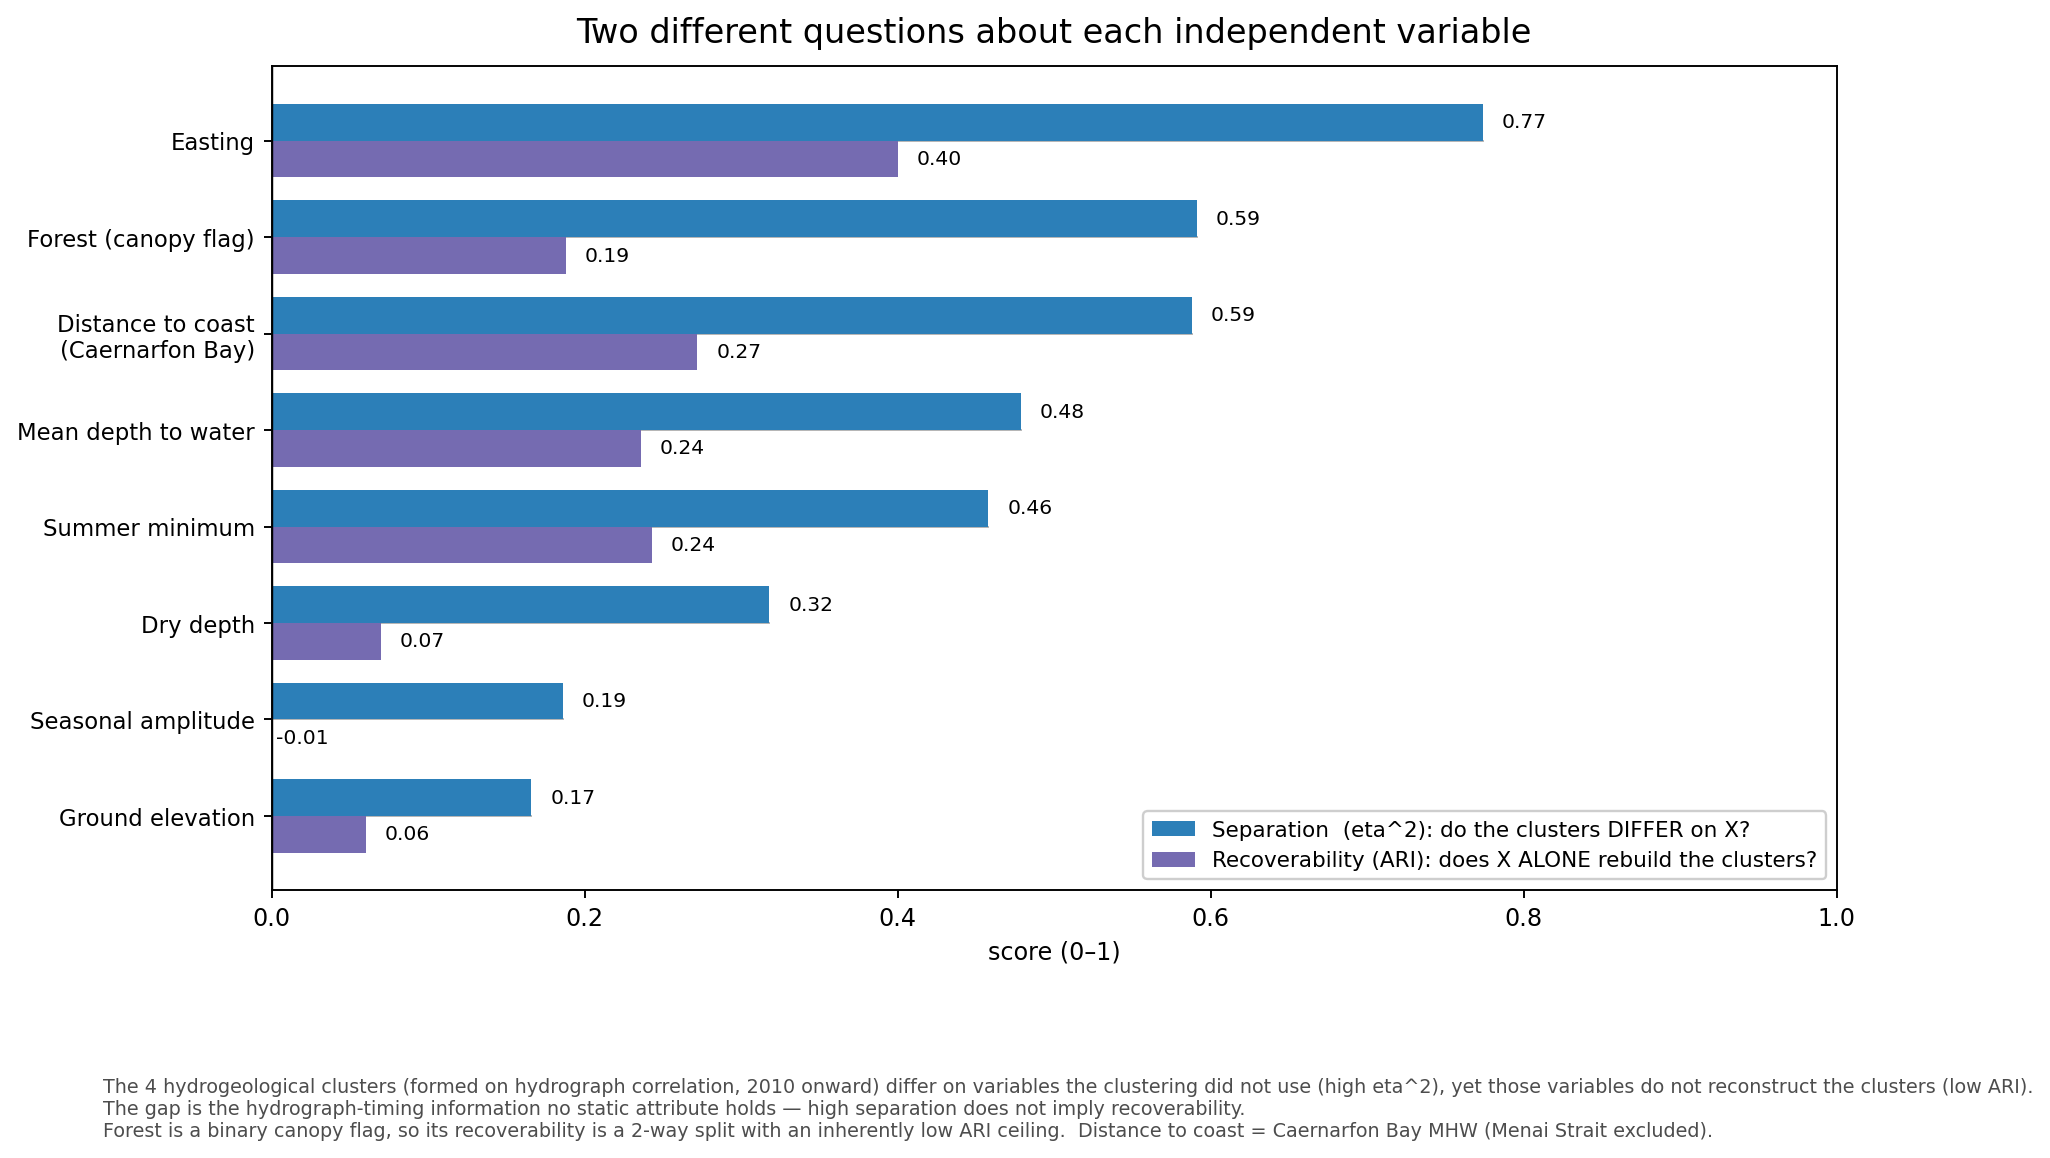 Two different questions about each independent variable
Easting
0.77
0.40
Forest (canopy flag)
0.59
0.19
Distance to coast
(Caernarfon Bay)
0.59
0.27
Mean depth to water
0.48
0.24
Summer minimum
0.46
0.24
Dry depth
0.32
0.07
Seasonal amplitude
0.19
-0.01
Ground elevation
0.17
0.06
Separation  (eta^2): do the clusters DIFFER on X?
Recoverability (ARI): does X ALONE rebuild the clusters?
0.0 0.2 0.4 0.6 0.8 1.0
score (0–1)
The 4 hydrogeological clusters (formed on hydrograph correlation, 2010 onward) differ on variables the clustering did not use (high eta^2), yet those variables do not reconstruct the clusters (low ARI).
The gap is the hydrograph-timing information no static attribute holds — high separation does not imply recoverability.
Forest is a binary canopy flag, so its recoverability is a 2-way split with an inherently low ARI ceiling.  Distance to coast = Caernarfon Bay MHW (Menai Strait excluded).